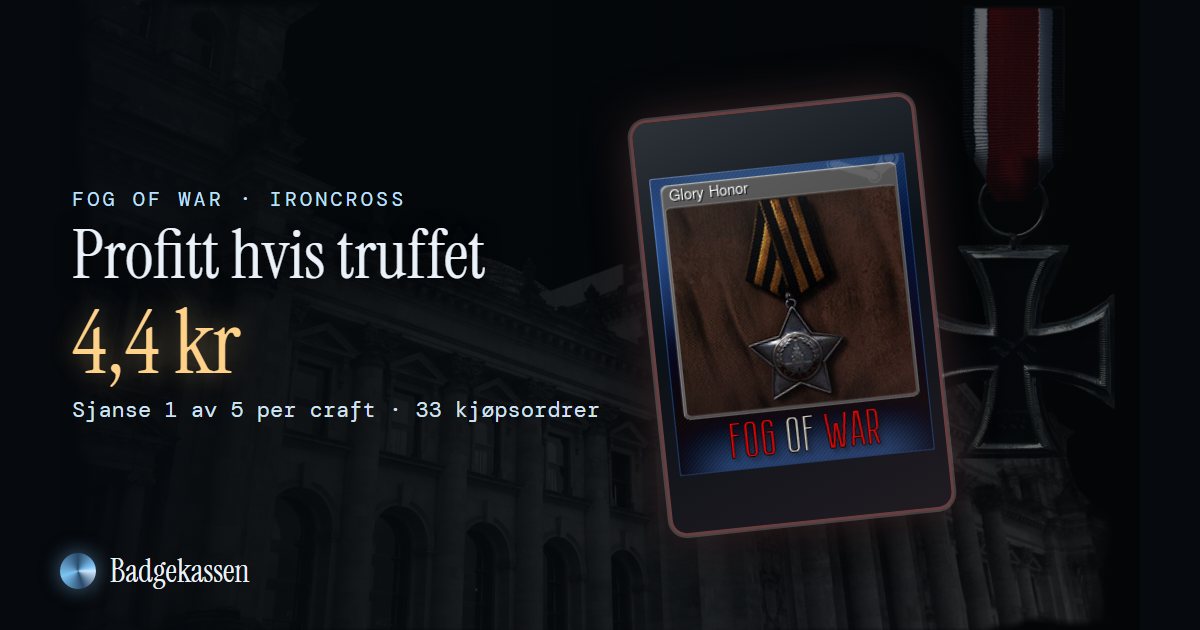 FOG OF WAR · IRONCROSS
Profitt hvis truffet
4,4 kr
Sjanse 1 av 5 per craft · 33 kjøpsordrer
Glory Honor
FOG OF WAR
Badgekassen